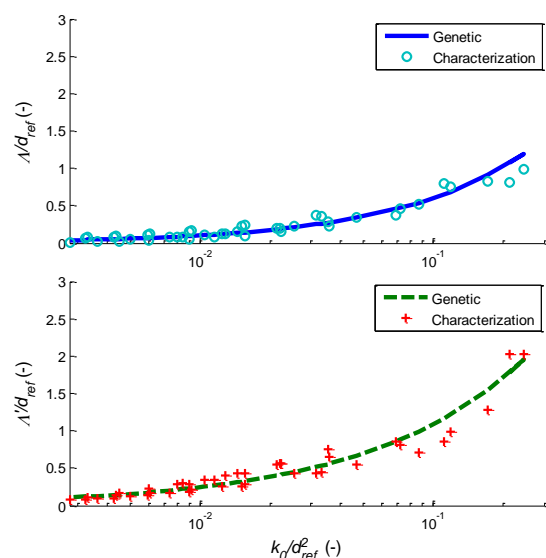 3
2.5
2
1.5
1
0.5
0
Λ/d_ref (-)
Genetic
Characterization
10^-2
10^-1
3
2.5
2
1.5
1
0.5
0
Λ'/d_ref (-)
Genetic
Characterization
10^-2
10^-1
k_0/d^2_ref (-)